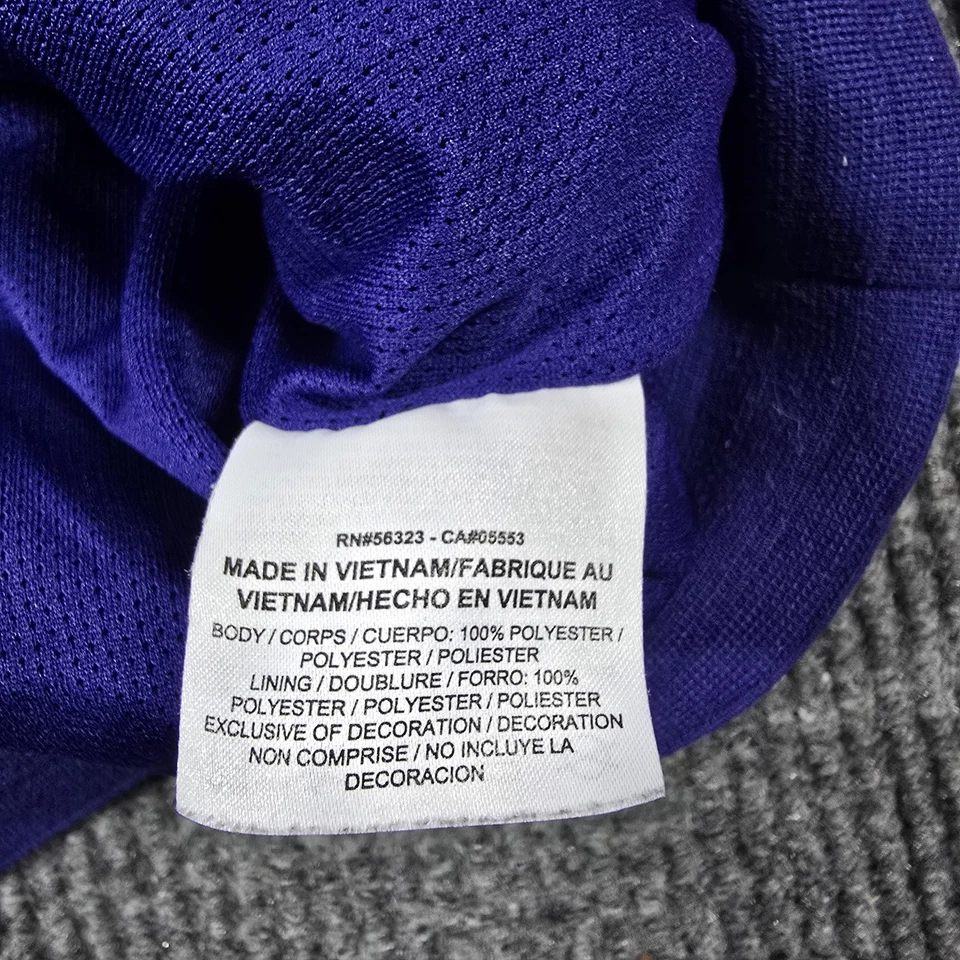 RN#56323 - CA#05553
MADE IN VIETNAM/FABRIQUE AU
VIETNAM/HECHO EN VIETNAM
BODY / CORPS / CUERPO: 100% POLYESTER /
POLYESTER / POLIESTER
LINING / DOUBLURE / FORRO: 100%
POLYESTER / POLYESTER / POLIESTER
EXCLUSIVE OF DECORATION / DECORATION
NON COMPRISE / NO INCLUYE LA
DECORACION